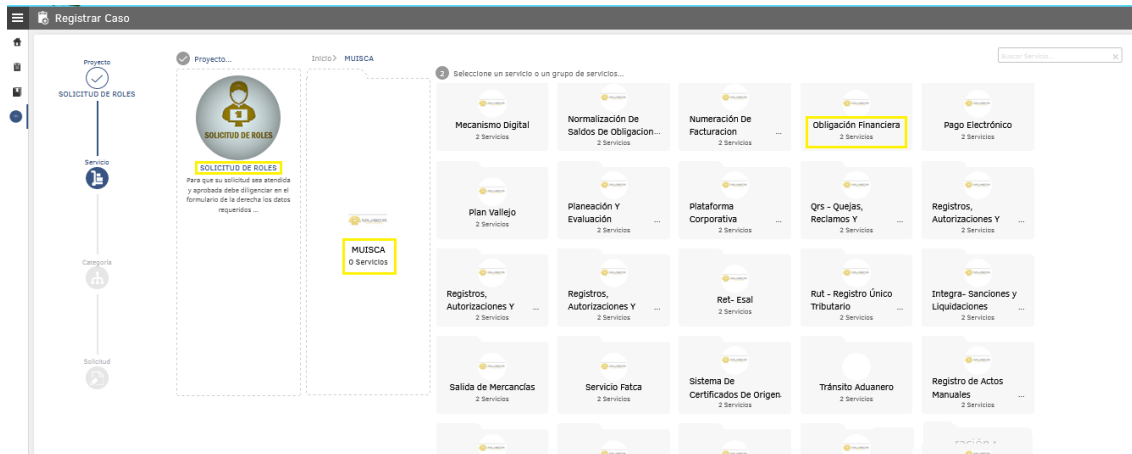 Registrar Caso
Proyecto
SOLICITUD DE ROLES
Servicio
Categoría
Solicitud
Proyecto...
SOLICITUD DE ROLES
SOLICITUD DE ROLES
Para que su solicitud sea atendida
y aprobada debe diligenciar en el
formulario de la derecha los datos
requeridos ...
Inicio> MUISCA
MUISCA
0 Servicios
Buscar Servicio...
2 Seleccione un servicio o un grupo de servicios...
Mecanismo Digital
2 Servicios
Normalización De
Saldos De Obligacion...
2 Servicios
Numeración De
Facturacion ...
2 Servicios
Obligación Financiera
2 Servicios
Pago Electrónico
2 Servicios
Plan Vallejo
2 Servicios
Planeación Y
Evaluación ...
2 Servicios
Plataforma
Corporativa ...
2 Servicios
Qrs - Quejas,
Reclamos Y ...
2 Servicios
Registros,
Autorizaciones Y ...
2 Servicios
Registros,
Autorizaciones Y ...
2 Servicios
Registros,
Autorizaciones Y ...
2 Servicios
Ret- Esal
2 Servicios
Rut - Registro Único
Tributario ...
2 Servicios
Integra- Sanciones y
Liquidaciones ...
2 Servicios
Salida de Mercancías
2 Servicios
Servicio Fatca
2 Servicios
Sistema De
Certificados De Origen
2 Servicios
Tránsito Aduanero
2 Servicios
Registro de Actos
Manuales ...
2 Servicios